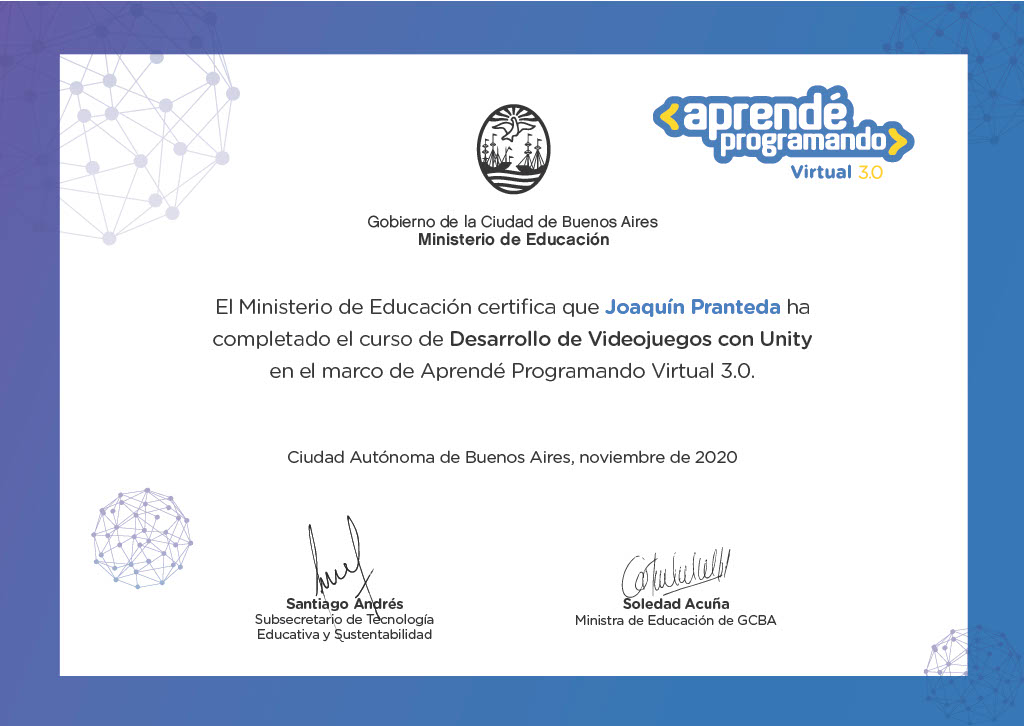 <aprendé
programando>
Virtual 3.0
Gobierno de la Ciudad de Buenos Aires
Ministerio de Educación
El Ministerio de Educación certifica que Joaquín Pranteda ha
completado el curso de Desarrollo de Videojuegos con Unity
en el marco de Aprendé Programando Virtual 3.0.
Ciudad Autónoma de Buenos Aires, noviembre de 2020
Santiago Andrés
Subsecretario de Tecnología
Educativa y Sustentabilidad
Soledad Acuña
Ministra de Educación de GCBA